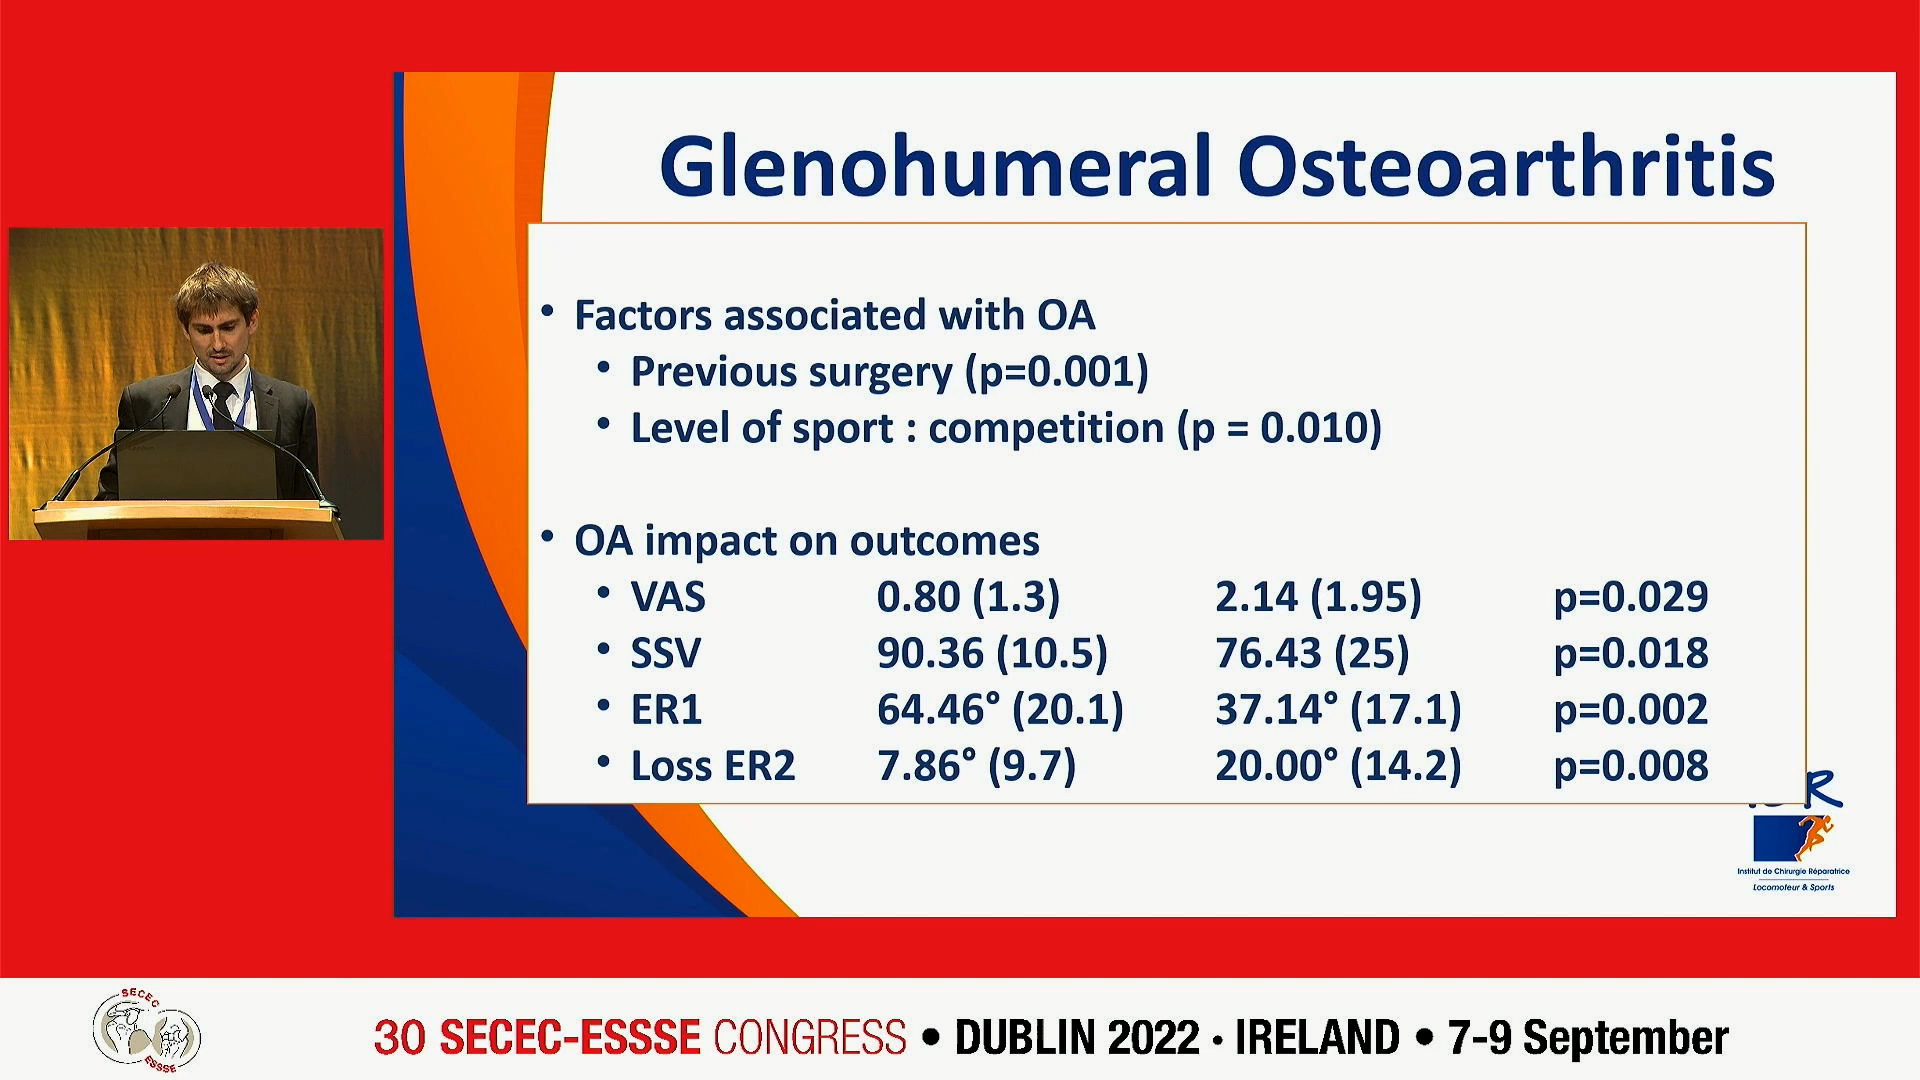 Glenohumeral Osteoarthritis
• Factors associated with OA
• Previous surgery (p=0.001)
• Level of sport : competition (p = 0.010)
• OA impact on outcomes
• VAS 0.80 (1.3) 2.14 (1.95) p=0.029
• SSV 90.36 (10.5) 76.43 (25) p=0.018
• ER1 64.46° (20.1) 37.14° (17.1) p=0.002
• Loss ER2 7.86° (9.7) 20.00° (14.2) p=0.008
Institut de Chirurgie Réparatrice
Locomoteur & Sports
SECEC
ESSSE
30 SECEC-ESSSE CONGRESS • DUBLIN 2022 • IRELAND • 7-9 September